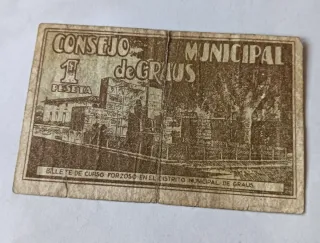 CONSEJO MUNICIPAL
1 de GRAUS
PESETA
BILLETE DE CURSO FORZOSO EN EL DISTRITO MUNICIPAL DE GRAUS